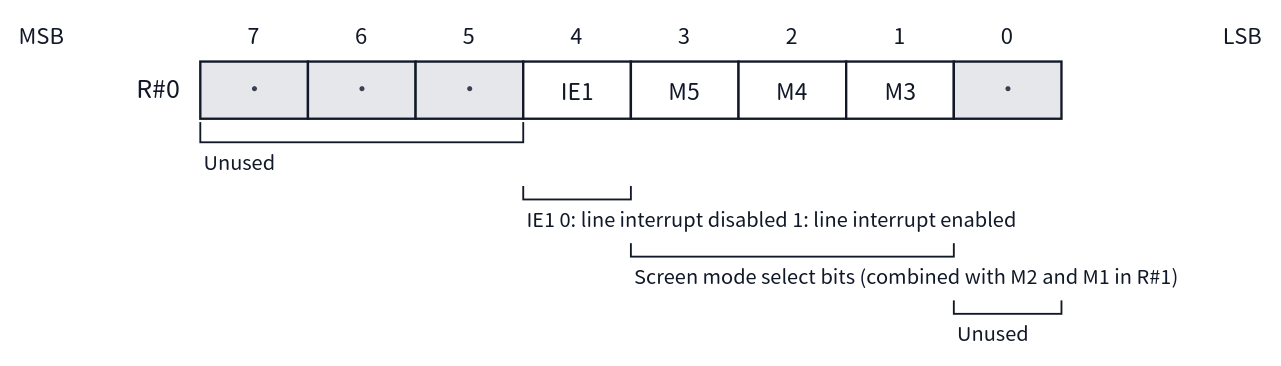 MSB 7 6 5 4 3 2 1 0 LSB
R#0 · · · IE1 M5 M4 M3 ·
Unused
IE1 0: line interrupt disabled 1: line interrupt enabled
Screen mode select bits (combined with M2 and M1 in R#1)
Unused